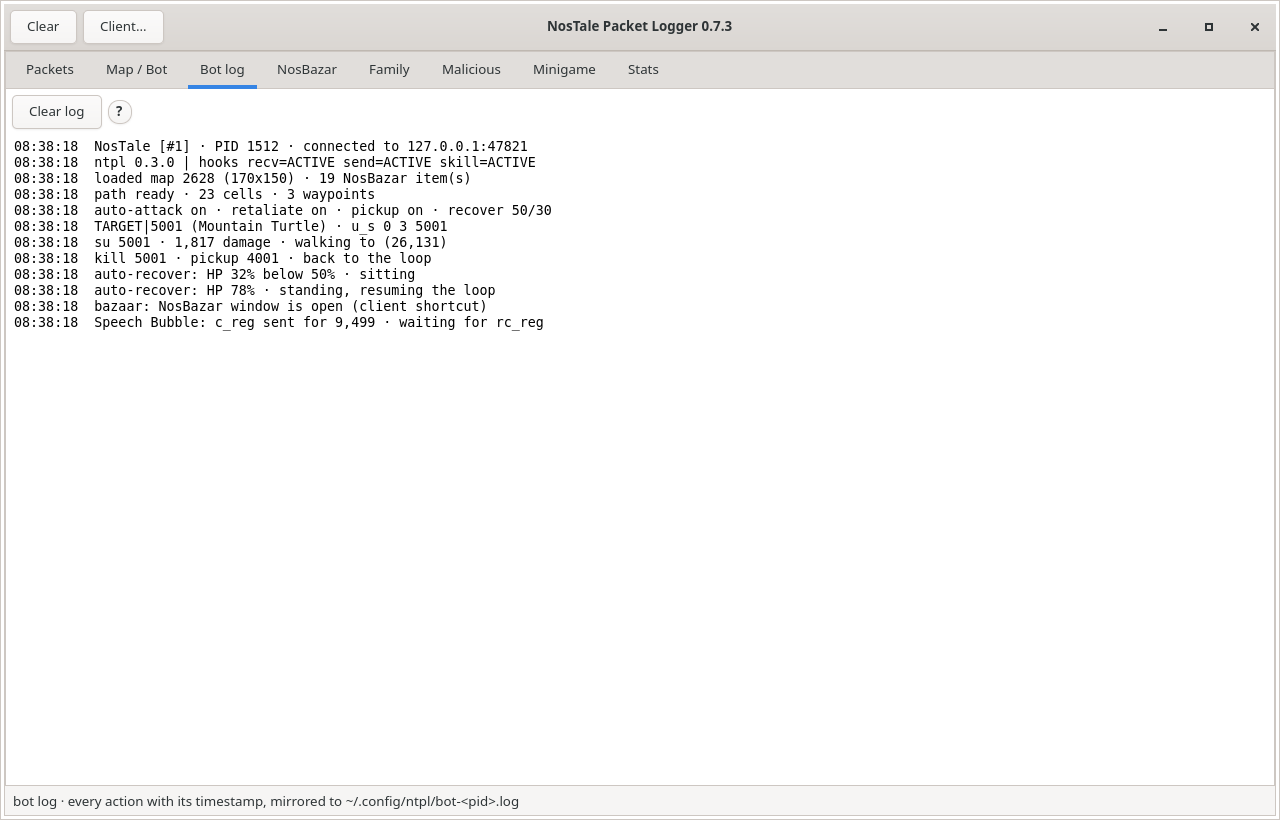 Clear
Client...
NosTale Packet Logger 0.7.3
Packets
Map / Bot
Bot log
NosBazar
Family
Malicious
Minigame
Stats
Clear log
?
08:38:18  NosTale [#1] · PID 1512 · connected to 127.0.0.1:47821
08:38:18  ntpl 0.3.0 | hooks recv=ACTIVE send=ACTIVE skill=ACTIVE
08:38:18  loaded map 2628 (170x150) · 19 NosBazar item(s)
08:38:18  path ready · 23 cells · 3 waypoints
08:38:18  auto-attack on · retaliate on · pickup on · recover 50/30
08:38:18  TARGET|5001 (Mountain Turtle) · u_s 0 3 5001
08:38:18  su 5001 · 1,817 damage · walking to (26,131)
08:38:18  kill 5001 · pickup 4001 · back to the loop
08:38:18  auto-recover: HP 32% below 50% · sitting
08:38:18  auto-recover: HP 78% · standing, resuming the loop
08:38:18  bazaar: NosBazar window is open (client shortcut)
08:38:18  Speech Bubble: c_reg sent for 9,499 · waiting for rc_reg
bot log · every action with its timestamp, mirrored to ~/.config/ntpl/bot-<pid>.log